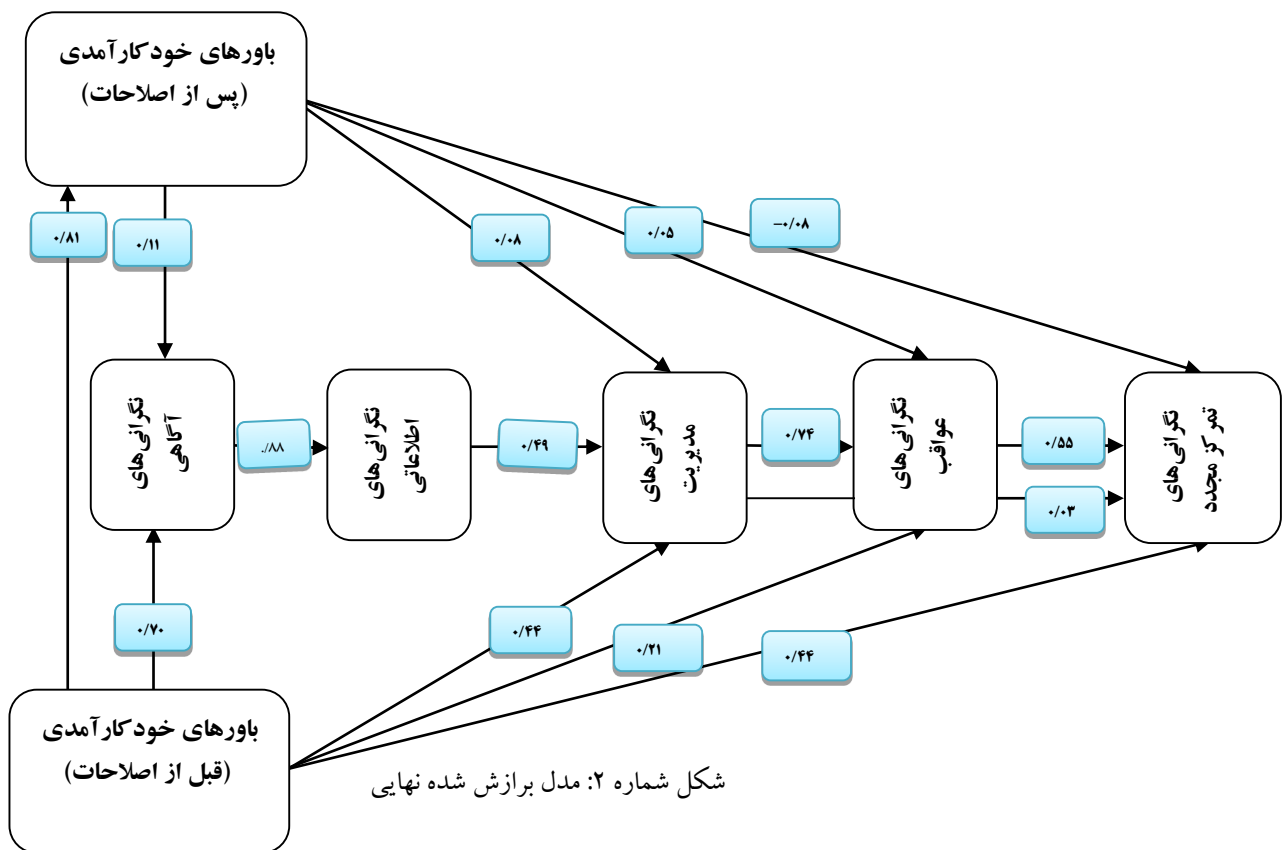 باورهای خودکارآمدی
(پس از اصلاحات)
۰/۸۱
۰/۱۱
۰/۰۸
۰/۰۵
-۰/۰۸
نگرانی‌های
آگاهی
۰/۸۸
نگرانی‌های
اطلاعاتی
۰/۴۹
نگرانی‌های
مدیریت
۰/۷۴
نگرانی‌های
عواقب
۰/۵۵
۰/۰۳
نگرانی‌های
تمرکز مجدد
۰/۷۰
۰/۴۴
۰/۲۱
۰/۴۴
باورهای خودکارآمدی
(قبل از اصلاحات)
شکل شماره ۲: مدل برازش شده نهایی